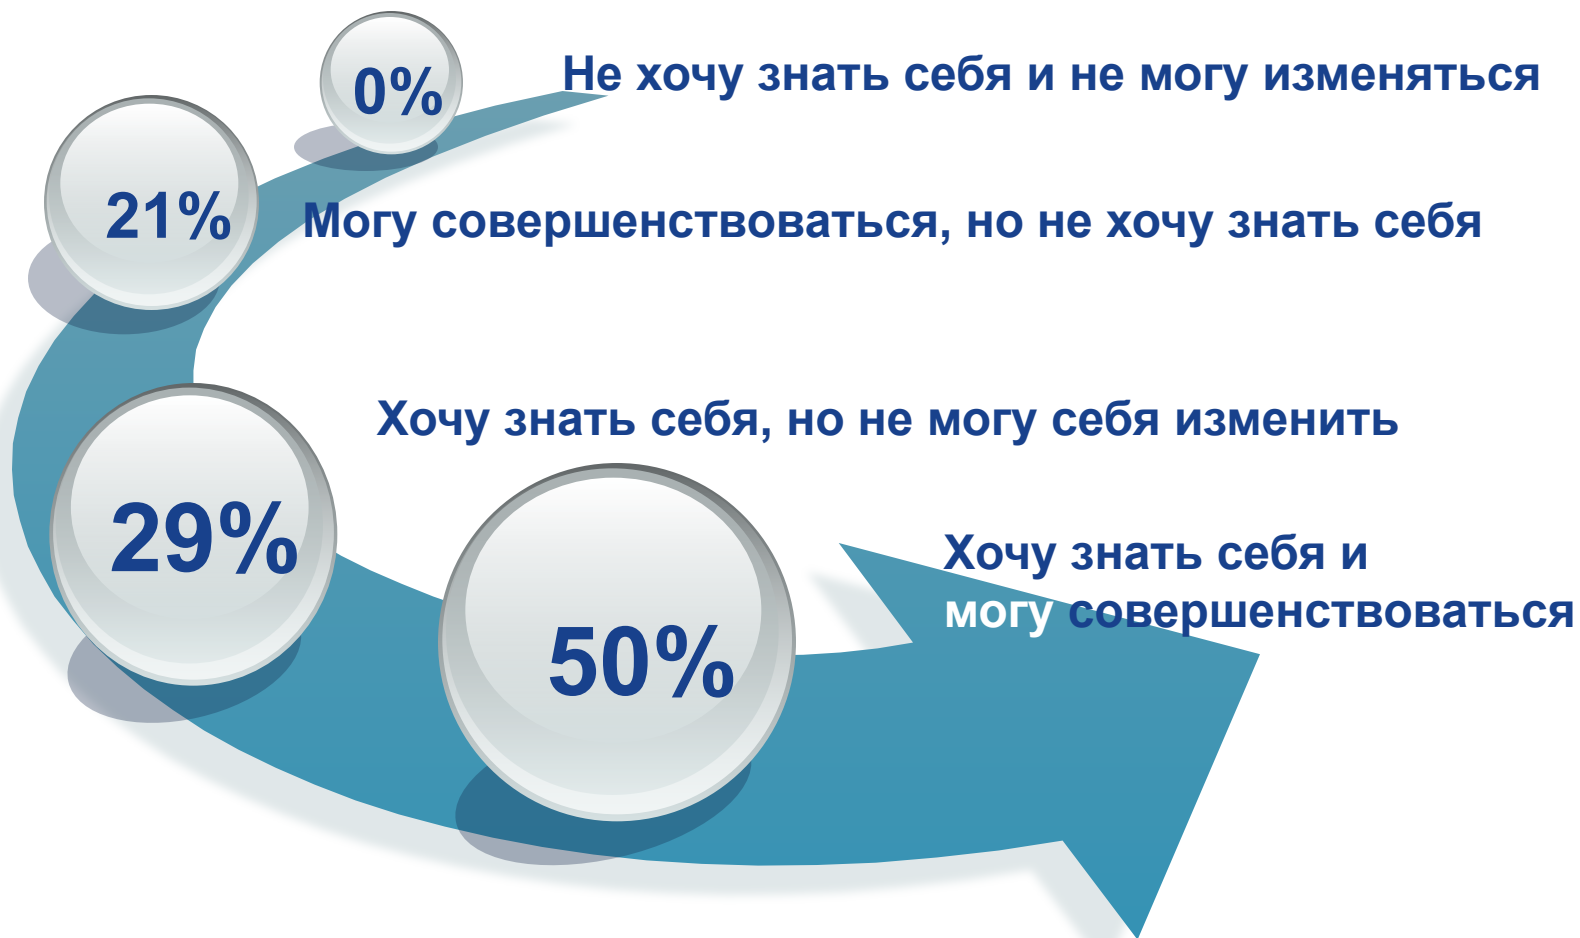 0%
Не хочу знать себя и не могу изменяться
21%
Могу совершенствоваться, но не хочу знать себя
Хочу знать себя, но не могу себя изменить
29%
50%
Хочу знать себя и
могу совершенствоваться